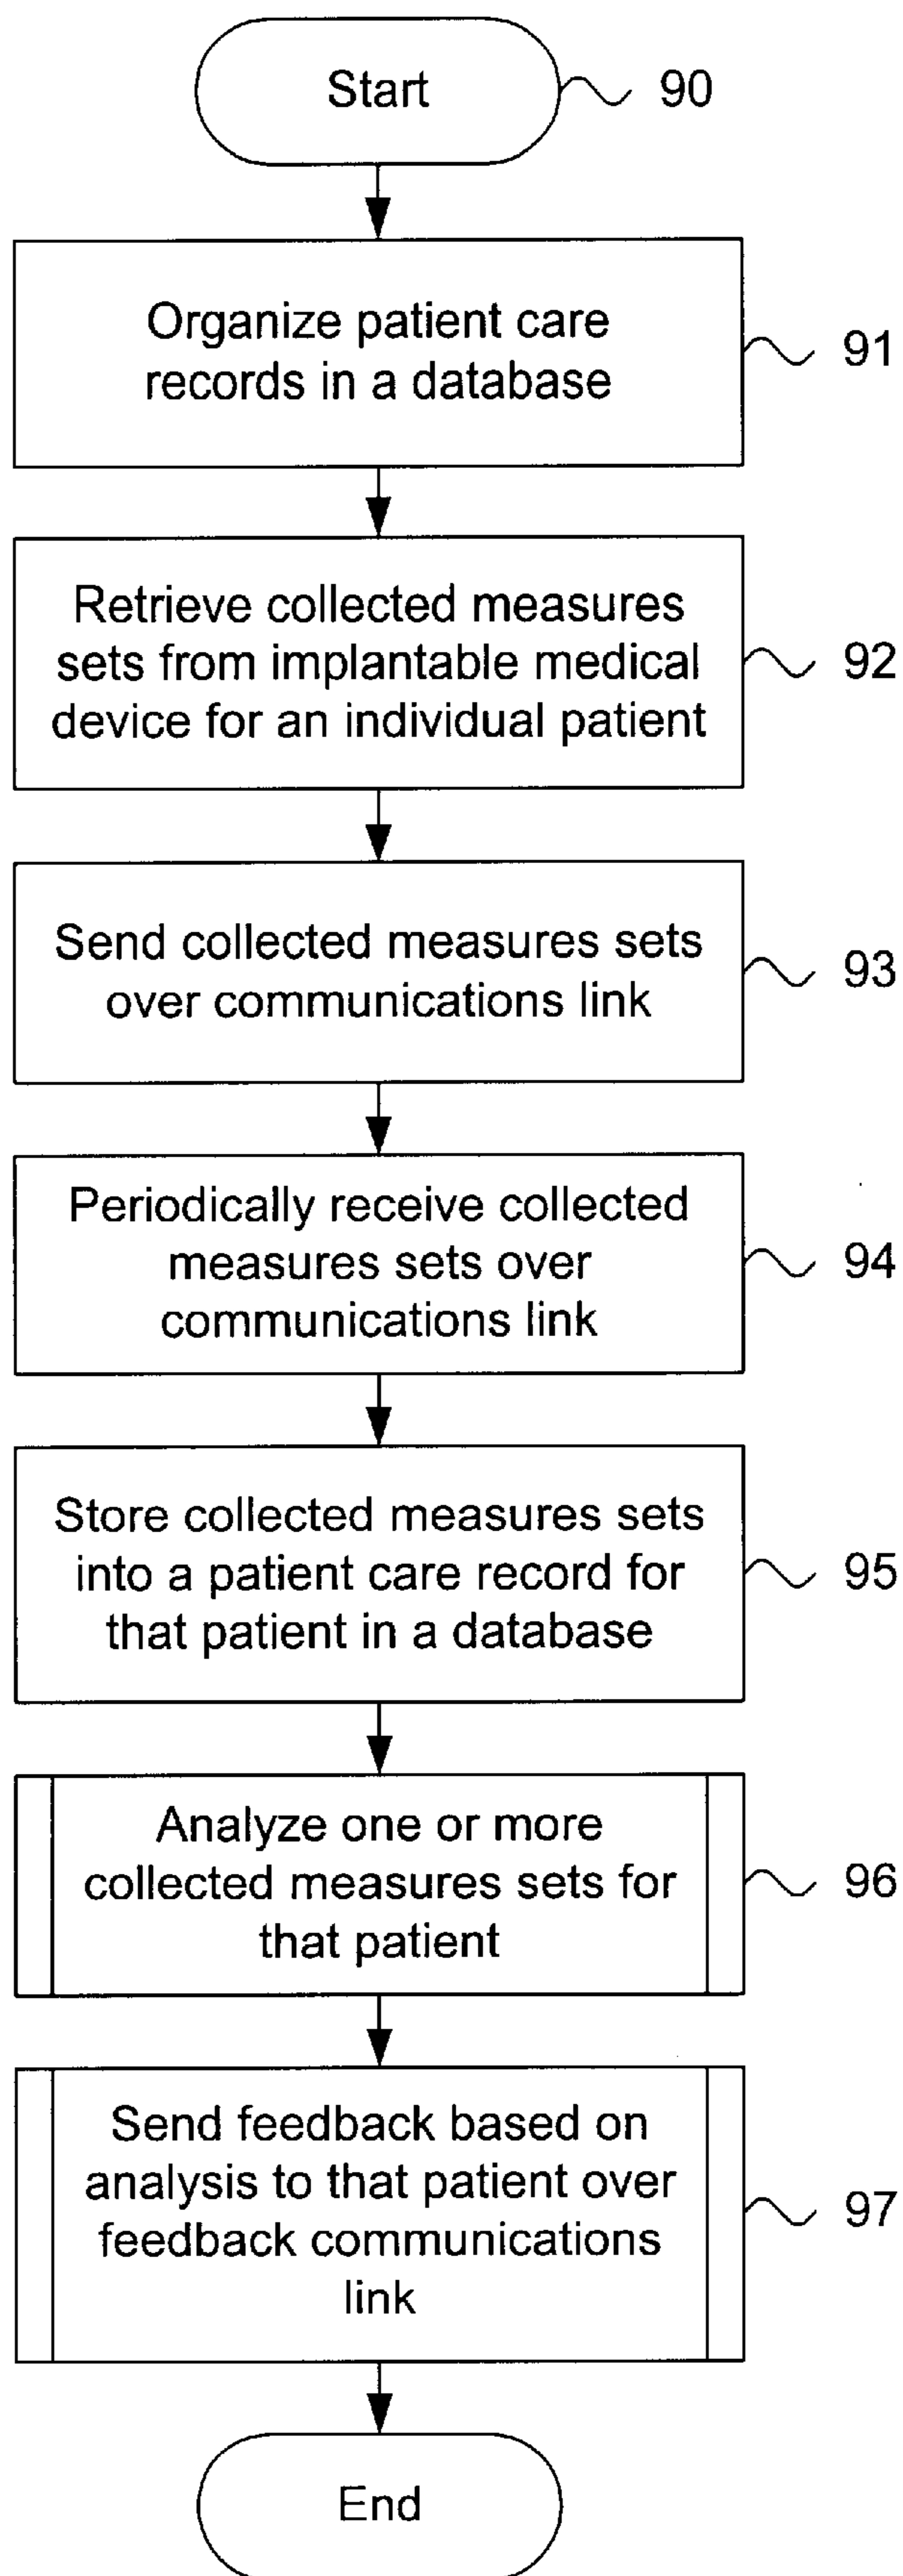 Start
90
Organize patient care
records in a database
91
Retrieve collected measures
sets from implantable medical
device for an individual patient
92
Send collected measures sets
over communications link
93
Periodically receive collected
measures sets over
communications link
94
Store collected measures sets
into a patient care record for
that patient in a database
95
Analyze one or more
collected measures sets for
that patient
96
Send feedback based on
analysis to that patient over
feedback communications
link
97
End